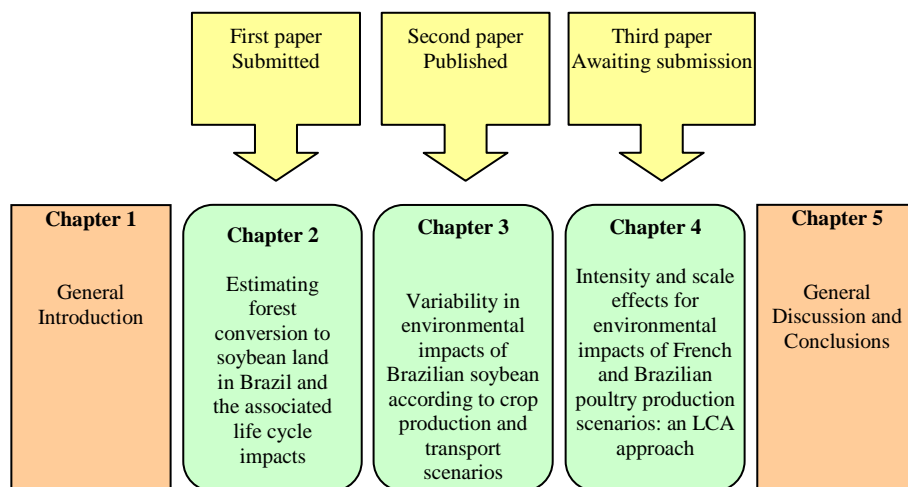 First paper
Submitted
Second paper
Published
Third paper
Awaiting submission
Chapter 1
General
Introduction
Chapter 2
Estimating
forest
conversion to
soybean land
in Brazil and
the associated
life cycle
impacts
Chapter 3
Variability in
environmental
impacts of
Brazilian soybean
according to crop
production and
transport
scenarios
Chapter 4
Intensity and scale
effects for
environmental
impacts of French
and Brazilian
poultry production
scenarios: an LCA
approach
Chapter 5
General
Discussion and
Conclusions